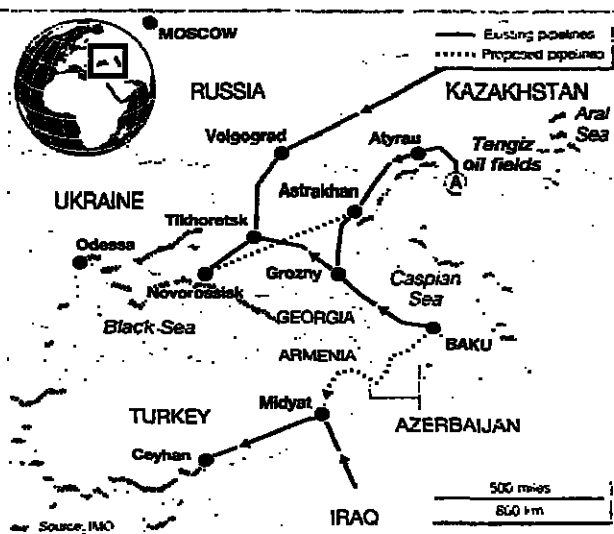 MOSCOW
Existing pipelines
Proposed pipelines
RUSSIA
KAZAKHSTAN
Aral
Sea
Volgograd
Atyrau
Tengiz
oil fields
A
Astrakhan
UKRAINE
Tikhoretsk
Odessa
Grozny
Caspian
Sea
Novorossisk
Black Sea
GEORGIA
BAKU
ARMENIA
Midyat
AZERBAIJAN
TURKEY
Ceyhan
500 miles
800 km
IRAQ
Source: IMO